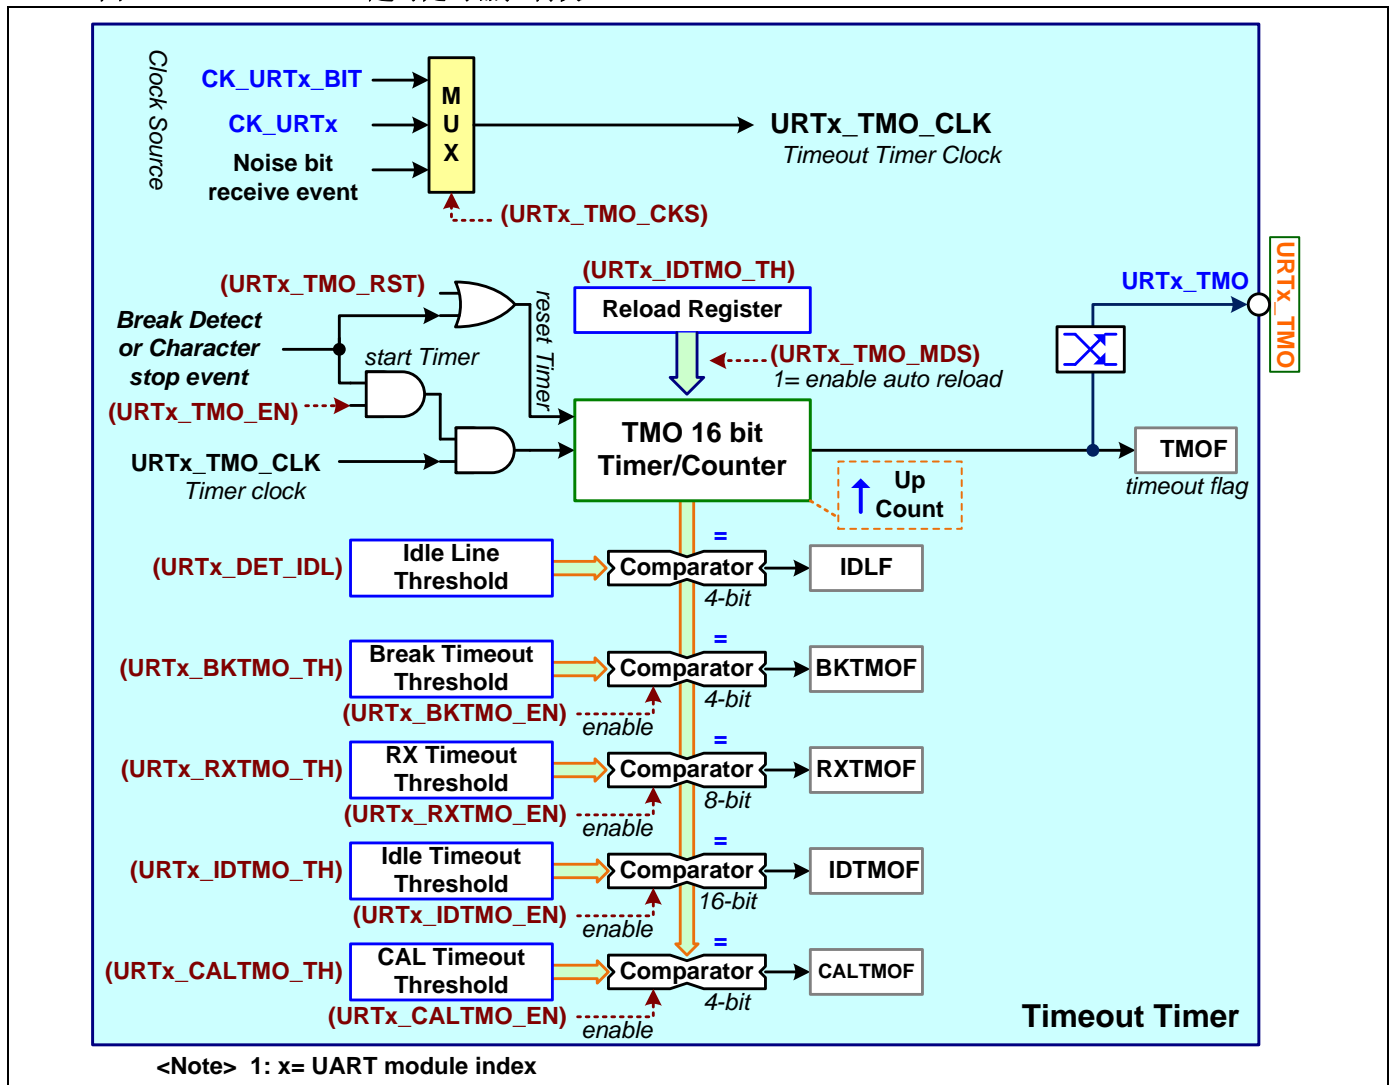 Clock Source
CK_URTx_BIT
CK_URTx
Noise bit
receive event
M
U
X
URTx_TMO_CLK
Timeout Timer Clock
(URTx_TMO_CKS)
(URTx_TMO_RST)
Break Detect
or Character
stop event
start Timer
reset Timer
(URTx_TMO_EN)
URTx_TMO_CLK
Timer clock
(URTx_IDTMO_TH)
Reload Register
(URTx_TMO_MDS)
1= enable auto reload
TMO 16 bit
Timer/Counter
Up
Count
URTx_TMO
URTx_TMO
TMOF
timeout flag
(URTx_DET_IDL)
Idle Line
Threshold
=
Comparator
4-bit
IDLF
(URTx_BKTMO_TH)
Break Timeout
Threshold
=
Comparator
4-bit
BKTMOF
(URTx_BKTMO_EN)
enable
(URTx_RXTMO_TH)
RX Timeout
Threshold
=
Comparator
8-bit
RXTMOF
(URTx_RXTMO_EN)
enable
(URTx_IDTMO_TH)
Idle Timeout
Threshold
=
Comparator
16-bit
IDTMOF
(URTx_IDTMO_EN)
enable
(URTx_CALTMO_TH)
CAL Timeout
Threshold
=
Comparator
4-bit
CALTMOF
(URTx_CALTMO_EN)
enable
Timeout Timer
<Note> 1: x= UART module index